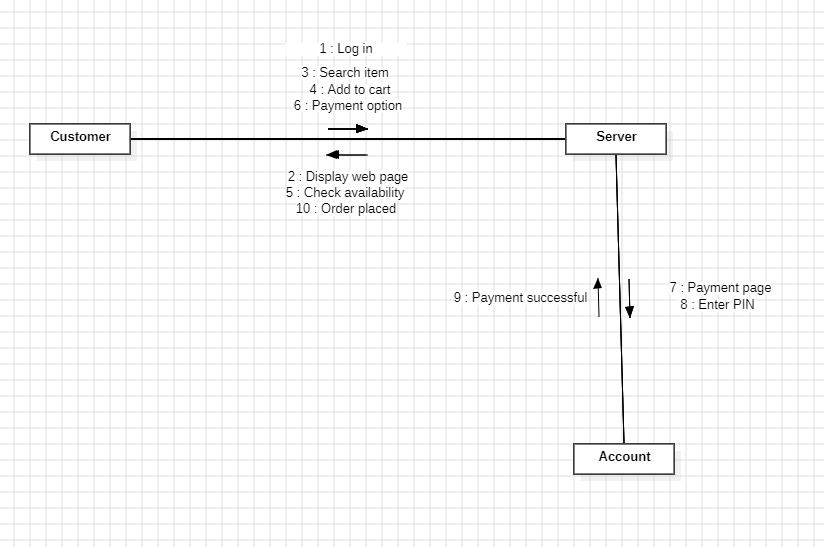 1 : Log in
3 : Search item
4 : Add to cart
6 : Payment option
Customer
Server
2 : Display web page
5 : Check availability
10 : Order placed
9 : Payment successful
7 : Payment page
8 : Enter PIN
Account